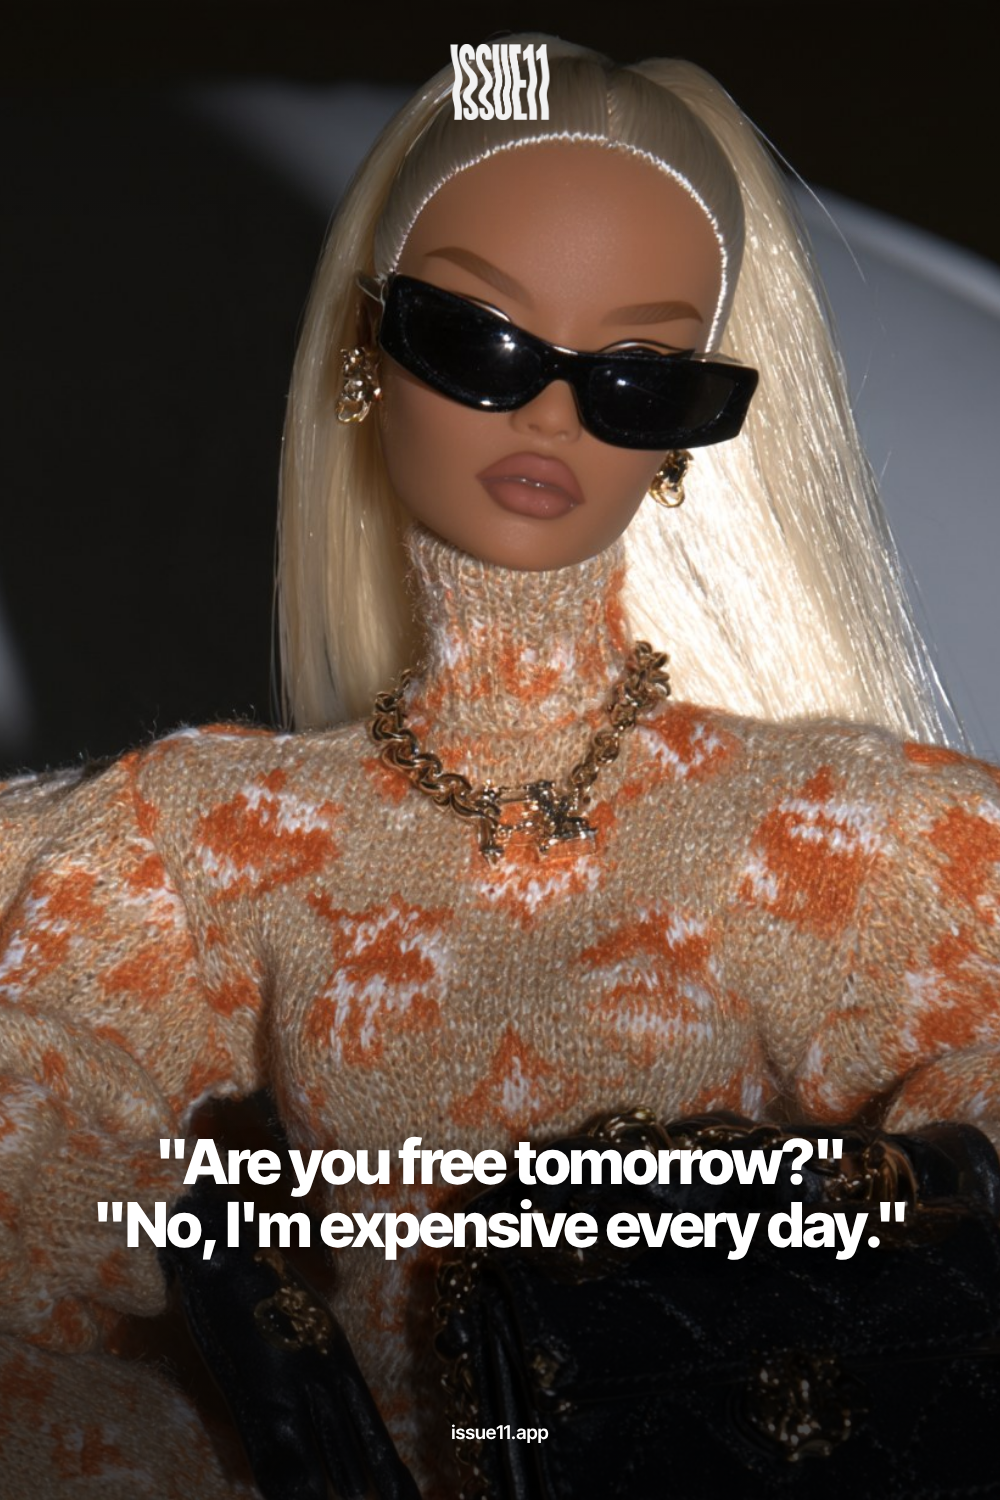 ISSUE11
"Are you free tomorrow?"
"No, I'm expensive every day."
issue11.app